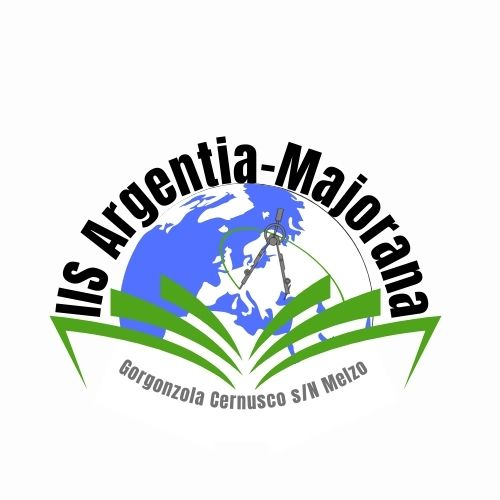 IIS Argentia-Majorana
Gorgonzola Cernusco s/N Melzo